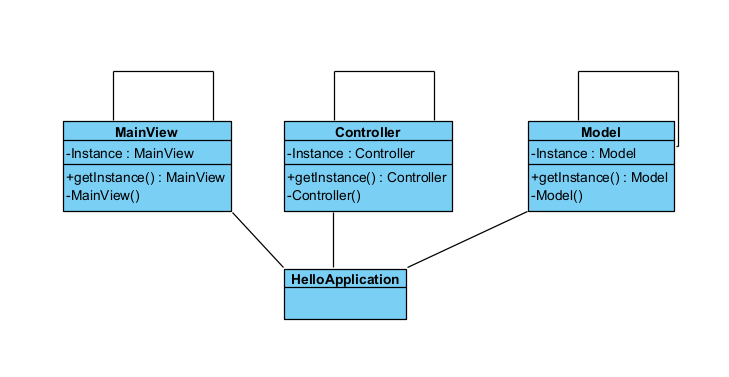 MainView
-Instance : MainView
+getInstance() : MainView
-MainView()
Controller
-Instance : Controller
+getInstance() : Controller
-Controller()
Model
-Instance : Model
+getInstance() : Model
-Model()
HelloApplication